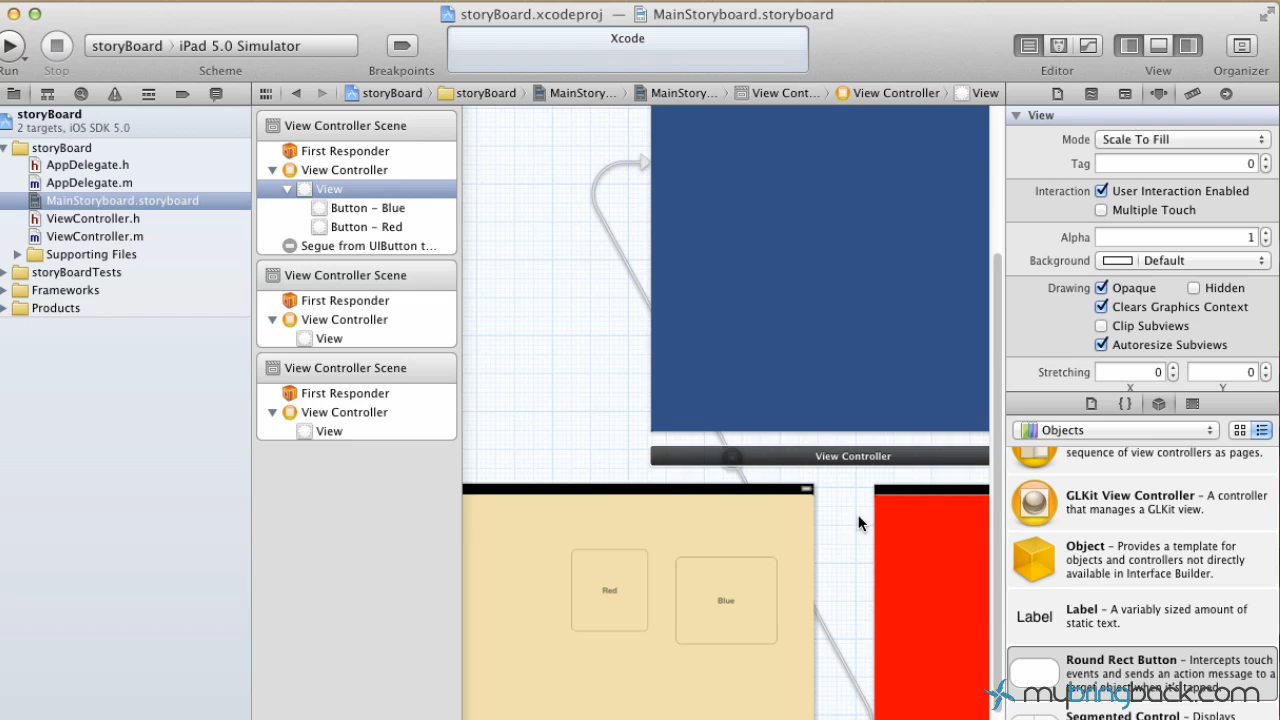 storyBoard.xcodeproj — MainStoryboard.storyboard
storyBoard iPad 5.0 Simulator
Xcode
Run
Stop
Scheme
Breakpoints
Editor
View
Organizer
storyBoard
storyBoard
MainStory...
MainStory...
View Cont...
View Controller
View
storyBoard
2 targets, iOS SDK 5.0
storyBoard
AppDelegate.h
AppDelegate.m
MainStoryboard.storyboard
ViewController.h
ViewController.m
Supporting Files
storyBoardTests
Frameworks
Products
View Controller Scene
First Responder
View Controller
View
Button – Blue
Button – Red
Segue from UIButton t...
View Controller Scene
First Responder
View Controller
View
View Controller Scene
First Responder
View Controller
View
View Controller
Red
Blue
View
Mode Scale To Fill
Tag 0
Interaction User Interaction Enabled
Multiple Touch
Alpha 1
Background Default
Drawing Opaque Hidden
Clears Graphics Context
Clip Subviews
Autoresize Subviews
Stretching 0 0
X Y
Objects
sequence of view controllers as pages.
GLKit View Controller – A controller
that manages a GLKit view.
Object – Provides a template for
objects and controllers not directly
available in Interface Builder.
Label
Label – A variably sized amount of
static text.
Round Rect Button – Intercepts touch
events and sends an action message to a
target object when it's tapped.
mybringback.com
Segmented Control – Displays